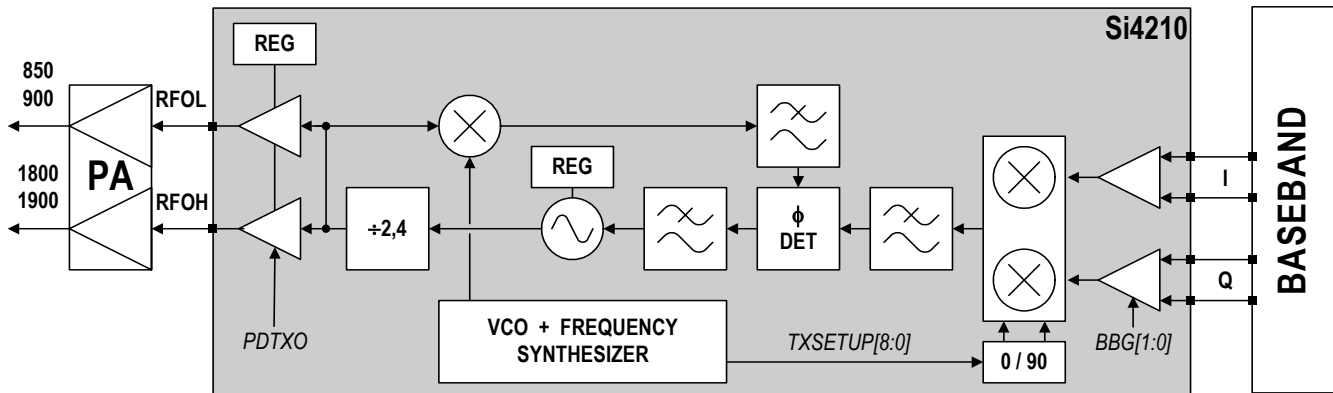 Si4210
REG
850
900
RFOL
PA
1800
1900
RFOH
REG
÷2,4
ϕ
DET
I
Q
BASEBAND
PDTXO
VCO + FREQUENCY
SYNTHESIZER
TXSETUP[8:0]
0 / 90
BBG[1:0]